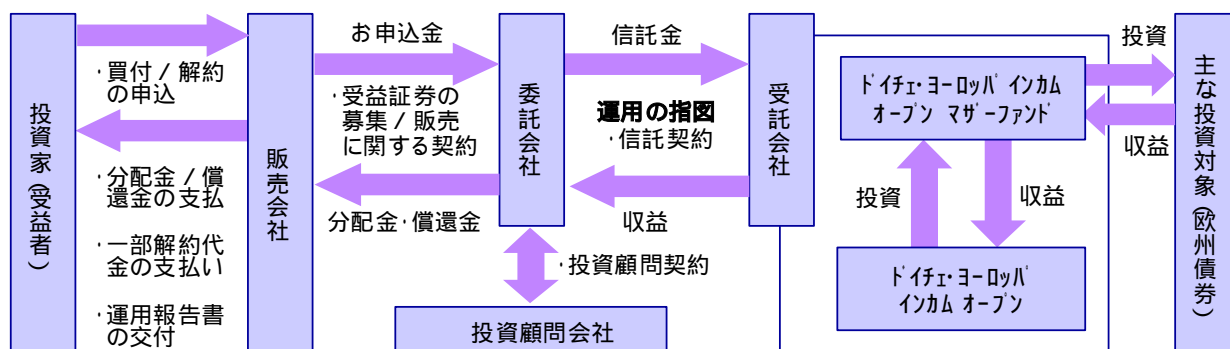 投資家（受益者）
･買付 / 解約
の申込
･分配金 / 償
還金の支払
･一部解約代
金の支払い
･運用報告書
の交付
販売会社
お申込金
･受益証券の
募集 / 販売
に関する契約
分配金･償還金
委託会社
･投資顧問契約
投資顧問会社
信託金
運用の指図
･信託契約
収益
受託会社
ﾄﾞｲﾁｪ･ﾖｰﾛｯﾊﾟ ｲﾝｶﾑ
ｵｰﾌﾟﾝ ﾏｻﾞｰﾌｧﾝﾄﾞ
投資
収益
ﾄﾞｲﾁｪ･ﾖｰﾛｯﾊﾟ
ｲﾝｶﾑ ｵｰﾌﾟﾝ
投資
収益
主な投資対象（欧州債券）